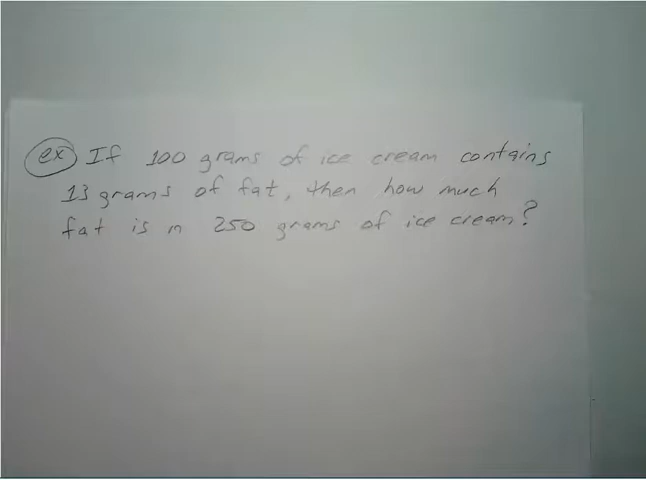 ex If 100 grams of ice cream contains
13 grams of fat, then how much
fat is in 250 grams of ice cream?